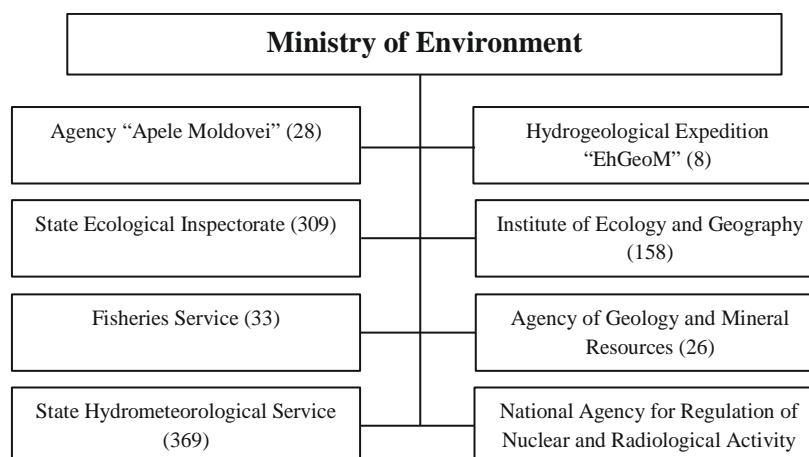 Ministry of Environment
Agency “Apele Moldovei” (28)
Hydrogeological Expedition
“EhGeoM” (8)
State Ecological Inspectorate (309)
Institute of Ecology and Geography
(158)
Fisheries Service (33)
Agency of Geology and Mineral
Resources (26)
State Hydrometeorological Service
(369)
National Agency for Regulation of
Nuclear and Radiological Activity